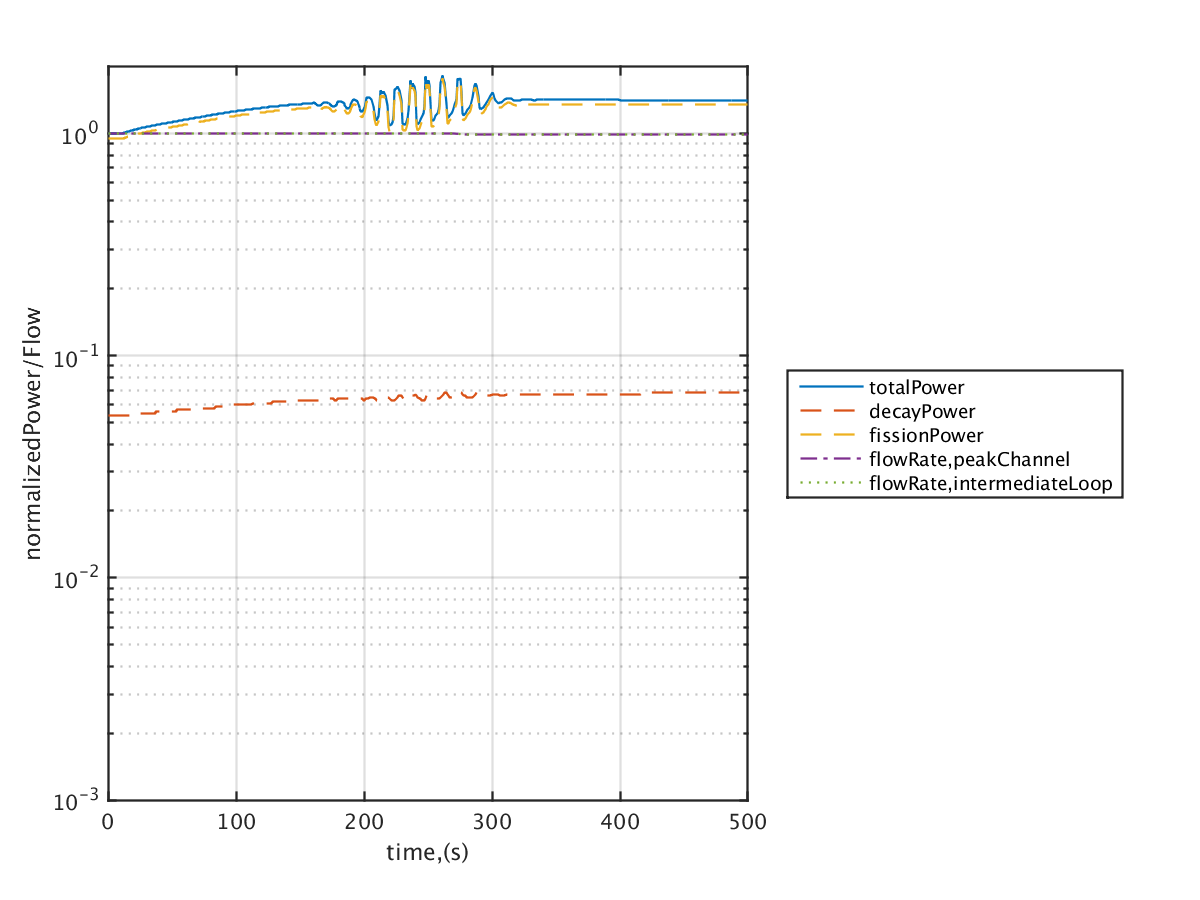 10^0
10^-1
10^-2
10^-3
normalizedPower/Flow
0 100 200 300 400 500
time,(s)
totalPower
decayPower
fissionPower
flowRate,peakChannel
flowRate,intermediateLoop